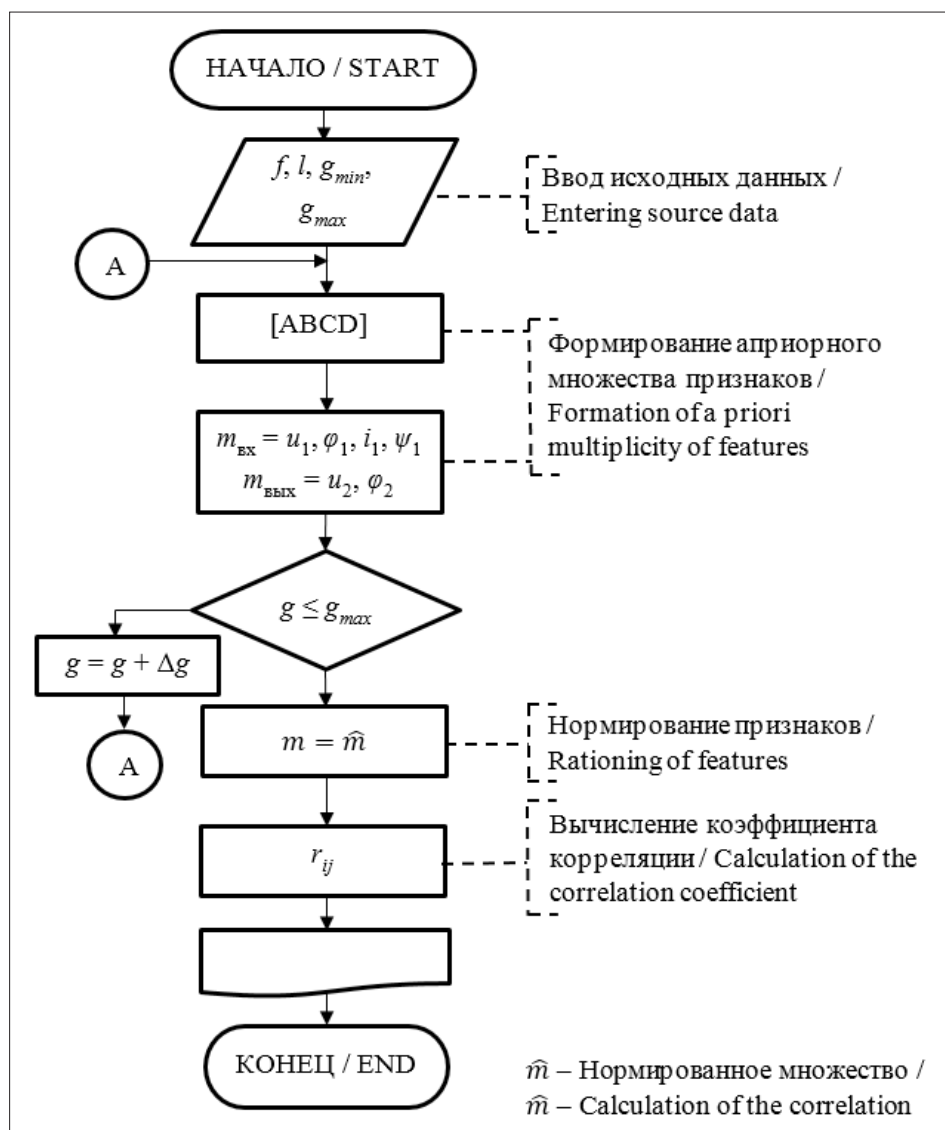 НАЧАЛО / START
f, l, g_min,
g_max
Ввод исходных данных /
Entering source data
A
[ABCD]
Формирование априорного
множества признаков /
Formation of a priori
multiplicity of features
m_вх = u_1, φ_1, i_1, ψ_1
m_вых = u_2, φ_2
g ≤ g_max
g = g + Δg
A
m = m̂
Нормирование признаков /
Rationing of features
r_ij
Вычисление коэффициента
корреляции / Calculation of the
correlation coefficient
КОНЕЦ / END
m̂ – Нормированное множество /
m̂ – Calculation of the correlation